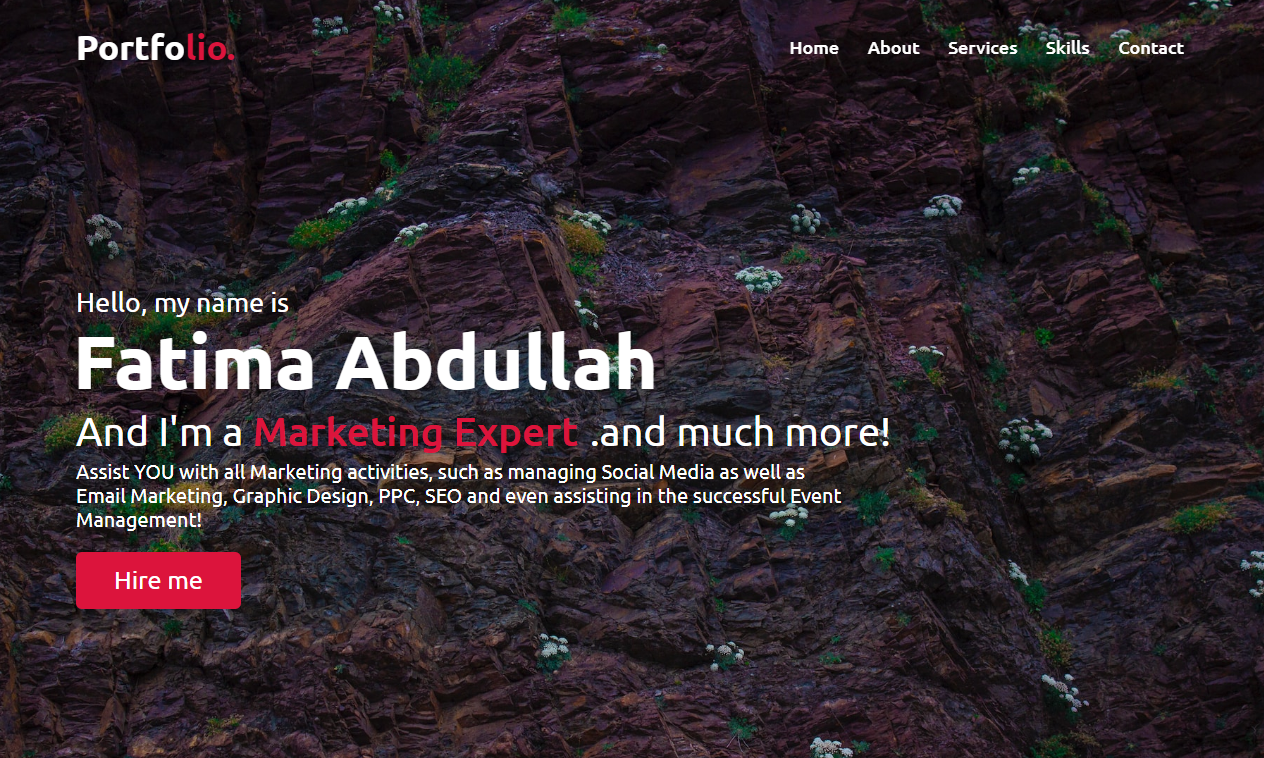 Portfolio.
Home About Services Skills Contact
Hello, my name is
Fatima Abdullah
And I'm a Marketing Expert .and much more!
Assist YOU with all Marketing activities, such as managing Social Media as well as
Email Marketing, Graphic Design, PPC, SEO and even assisting in the successful Event
Management!
Hire me